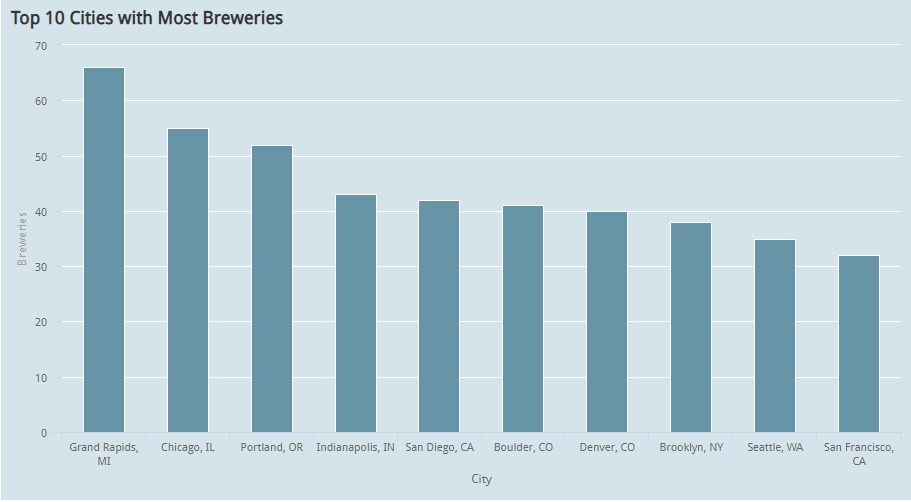 Top 10 Cities with Most Breweries
70
60
50
40
30
20
10
0
Breweries
Grand Rapids,
MI
Chicago, IL
Portland, OR
Indianapolis, IN
San Diego, CA
Boulder, CO
Denver, CO
Brooklyn, NY
Seattle, WA
San Francisco,
CA
City